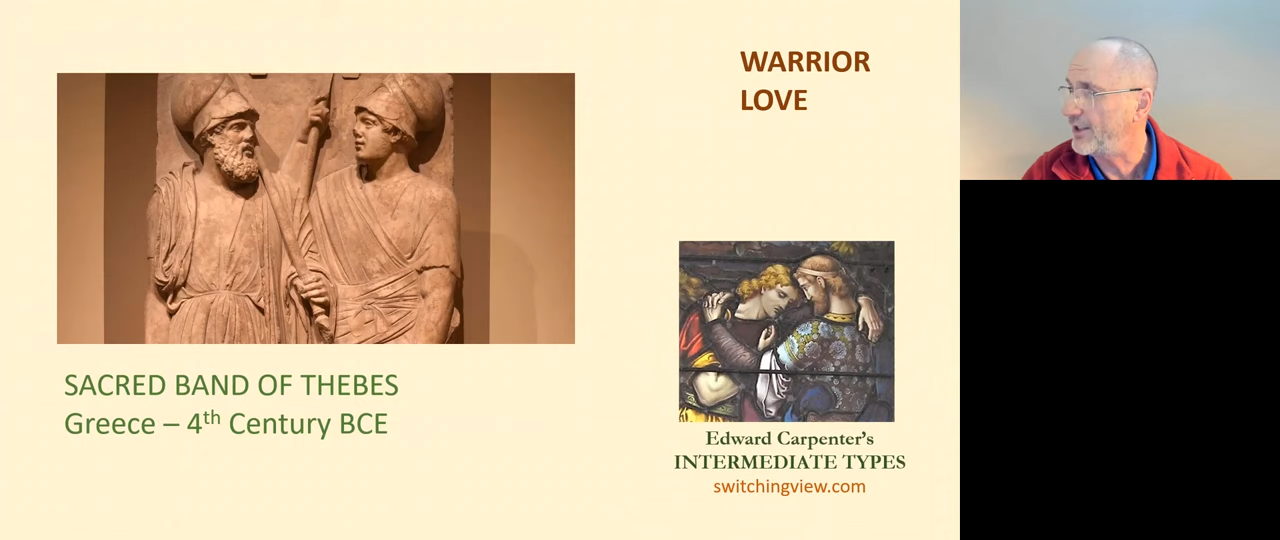 WARRIOR
LOVE
SACRED BAND OF THEBES
Greece – 4th Century BCE
Edward Carpenter’s
INTERMEDIATE TYPES
switchingview.com